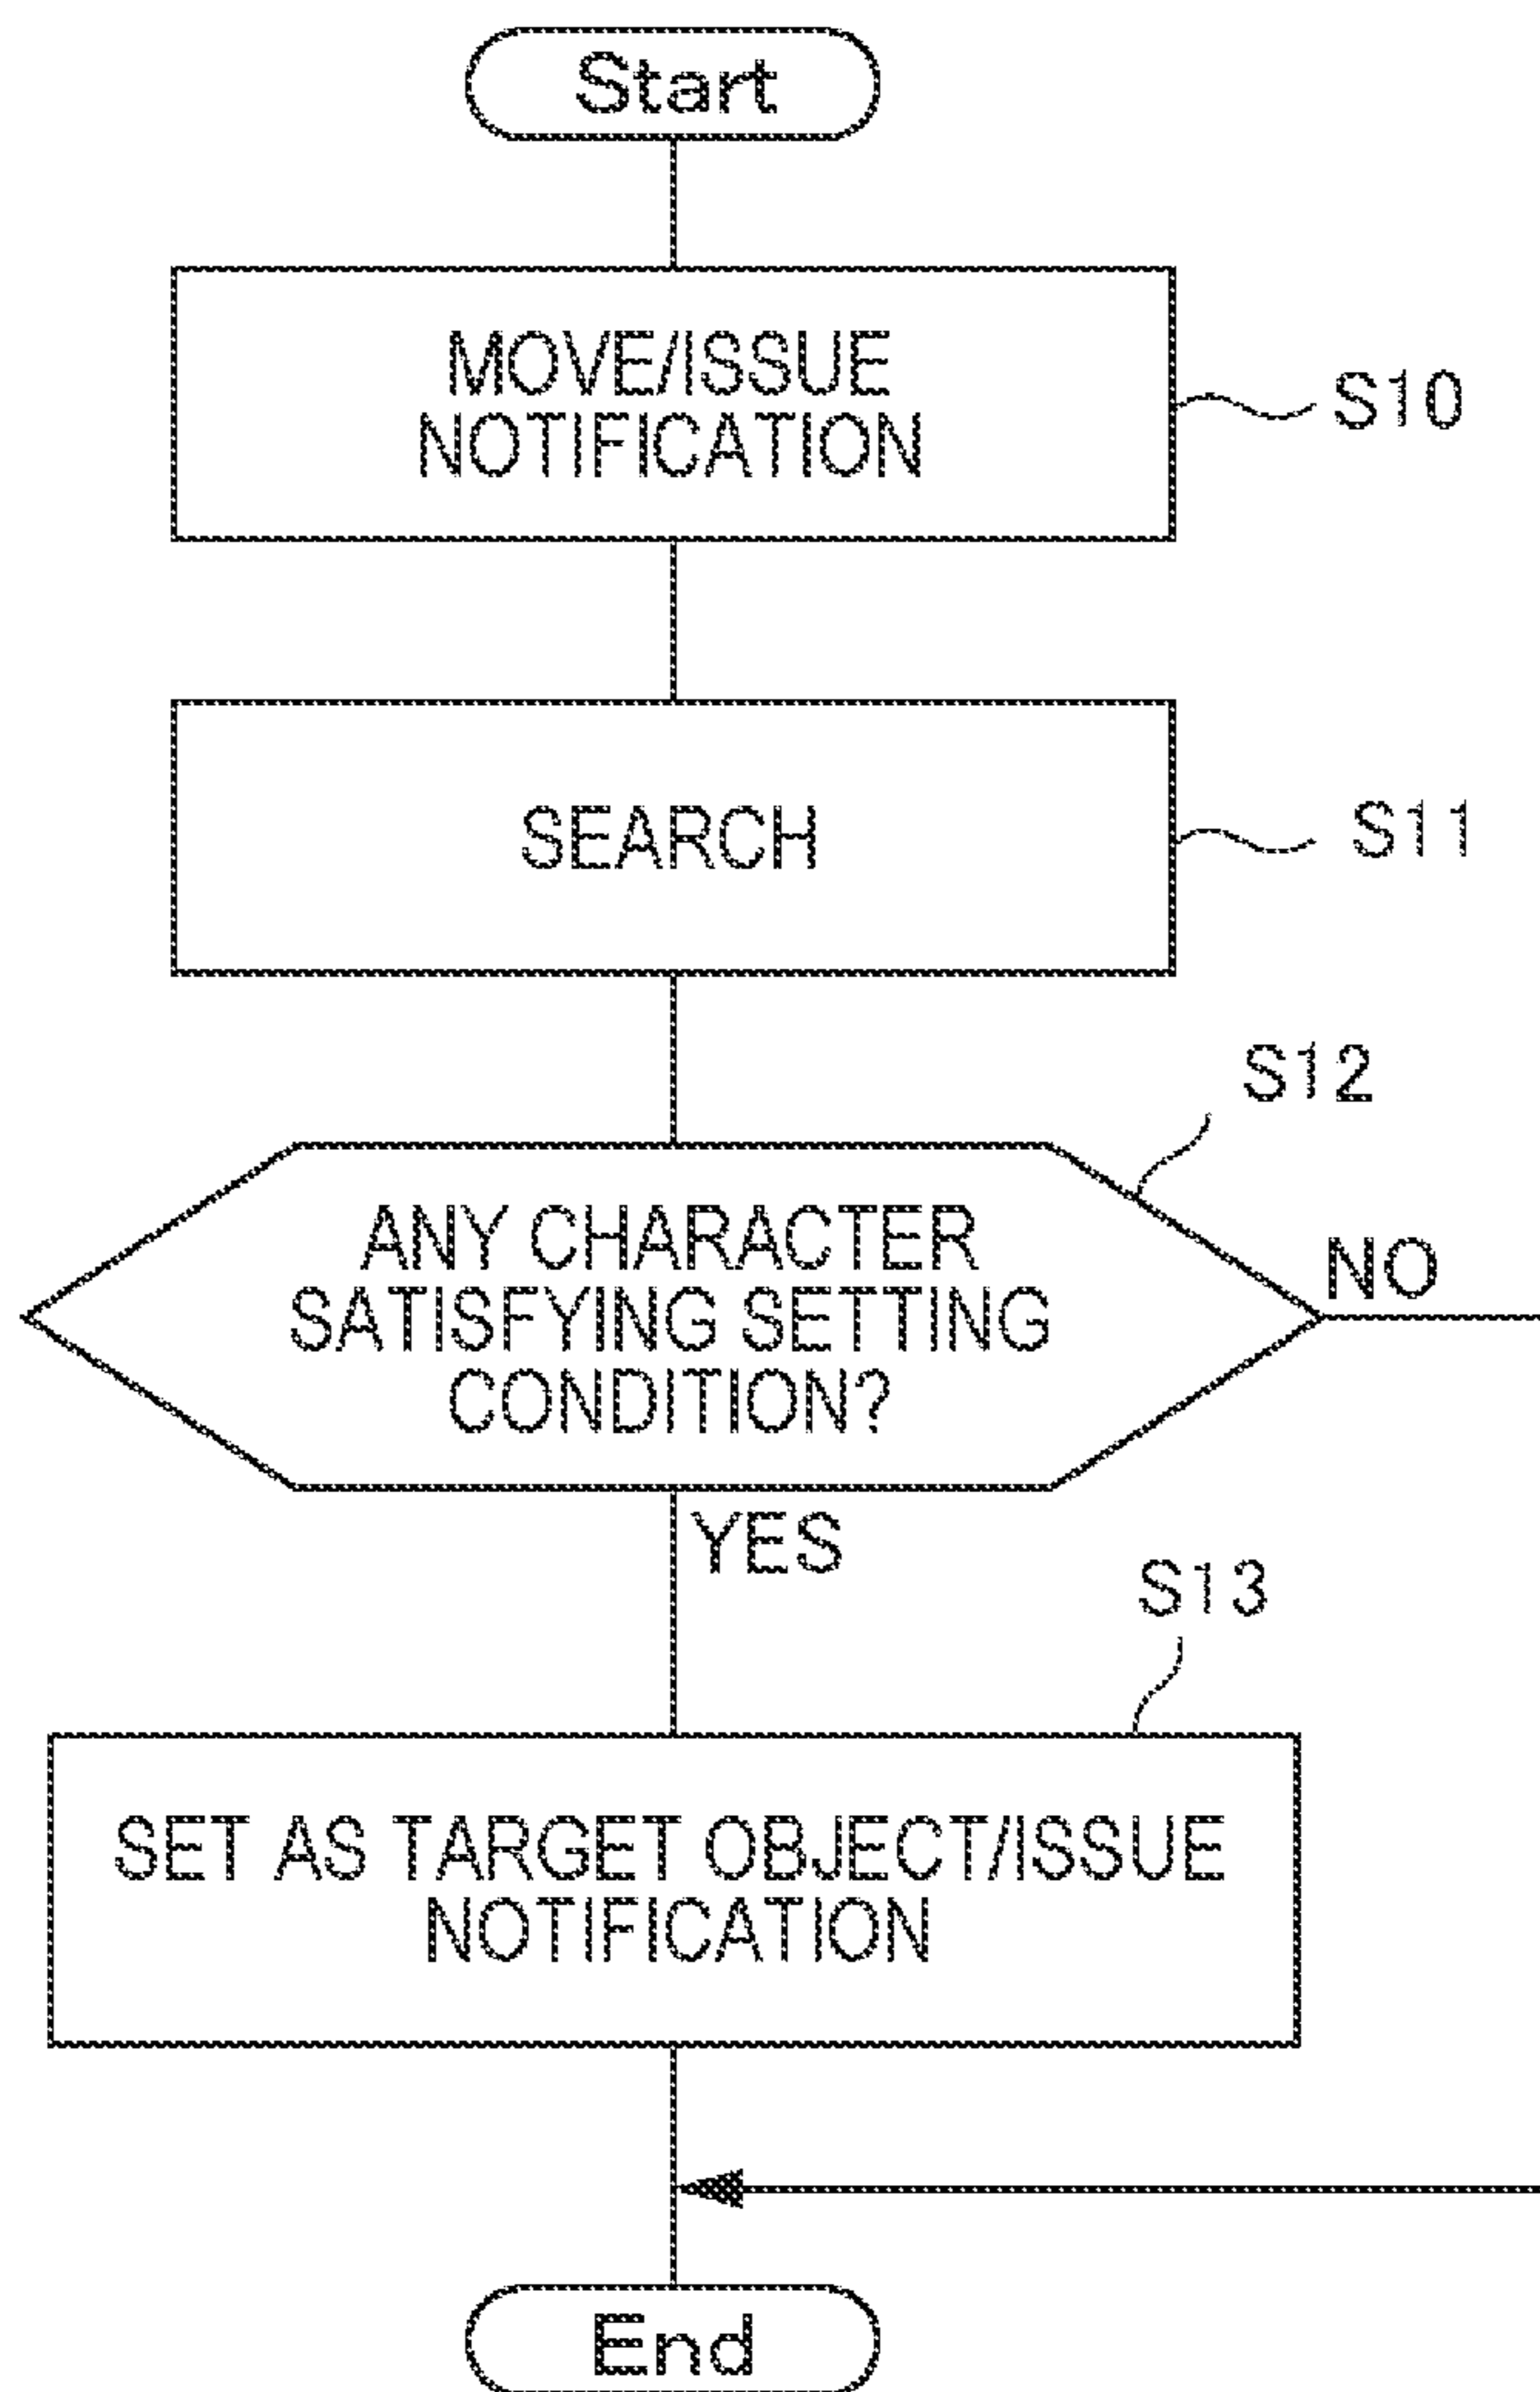 Start
MOVE/ISSUE
NOTIFICATION
S10
SEARCH
S11
S12
ANY CHARACTER
SATISFYING SETTING
CONDITION?
NO
YES
S13
SET AS TARGET OBJECT/ISSUE
NOTIFICATION
End